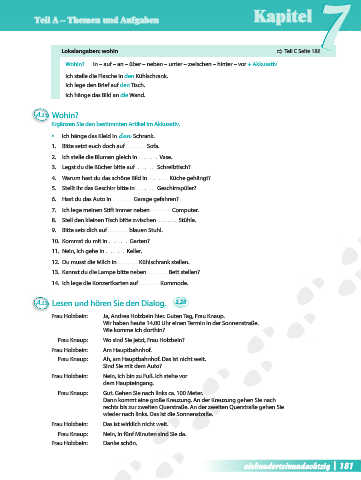 Teil A – Themen und Aufgaben
Kapitel 7
Lokalangaben: wohin
Teil C Seite 188
Wohin? in – auf – an – über – neben – unter – zwischen – hinter – vor + Akkusativ
Ich stelle die Flasche in den Kühlschrank.
Ich lege den Brief auf den Tisch.
Ich hänge das Bild an die Wand.
Wohin?
Ergänzen Sie den bestimmten Artikel im Akkusativ.
Ich hänge das Kleid in den Schrank.
1. Bitte setzt euch doch auf ...... Sofa.
2. Ich stelle die Blumen gleich in ...... Vase.
3. Legst du die Bücher bitte auf ...... Schreibtisch?
4. Warum hast du das schöne Bild in ...... Küche gehängt?
5. Stellt ihr das Geschirr bitte in ...... Geschirrspüler?
6. Hast du das Auto in ...... Garage gefahren?
7. Ich lege meinen Stift immer neben ...... Computer.
8. Stell den kleinen Tisch bitte zwischen ...... Stühle.
9. Bitte setz dich auf ...... blauen Stuhl.
10. Kommst du mit in ...... Garten?
11. Nein, ich gehe in ...... Keller.
12. Du musst die Milch in ...... Kühlschrank stellen.
13. Kannst du die Lampe bitte neben ...... Bett stellen?
14. Ich lege die Konzertkarten auf ...... Kommode.
Lesen und hören Sie den Dialog. 2.28
Frau Holzbein: Ja, Andrea Holzbein hier. Guten Tag, Frau Knaup.
Wir haben heute 14.00 Uhr einen Termin in der Sonnenstraße.
Wie komme ich dorthin?
Frau Knaup: Wo sind Sie jetzt, Frau Holzbein?
Frau Holzbein: Am Hauptbahnhof.
Frau Knaup: Ah, am Hauptbahnhof. Das ist nicht weit.
Sind Sie mit dem Auto?
Frau Holzbein: Nein, ich bin zu Fuß. Ich stehe vor
dem Haupteingang.
Frau Knaup: Gut. Gehen Sie nach links ca. 100 Meter.
Dann kommt eine große Kreuzung. An der Kreuzung gehen Sie nach
rechts bis zur zweiten Querstraße. An der zweiten Querstraße gehen Sie
wieder nach links. Das ist die Sonnenstraße.
Frau Holzbein: Das ist wirklich nicht weit.
Frau Knaup: Nein, in fünf Minuten sind Sie da.
Frau Holzbein: Danke schön.
einhunderteinundachtzig | 181